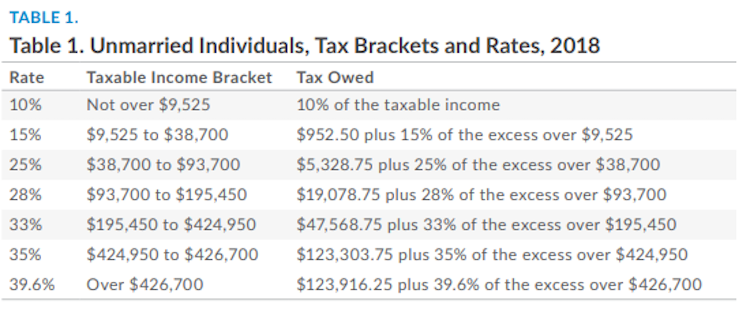 TABLE 1.
Table 1. Unmarried Individuals, Tax Brackets and Rates, 2018
Rate Taxable Income Bracket Tax Owed
10% Not over $9,525 10% of the taxable income
15% $9,525 to $38,700 $952.50 plus 15% of the excess over $9,525
25% $38,700 to $93,700 $5,328.75 plus 25% of the excess over $38,700
28% $93,700 to $195,450 $19,078.75 plus 28% of the excess over $93,700
33% $195,450 to $424,950 $47,568.75 plus 33% of the excess over $195,450
35% $424,950 to $426,700 $123,303.75 plus 35% of the excess over $424,950
39.6% Over $426,700 $123,916.25 plus 39.6% of the excess over $426,700